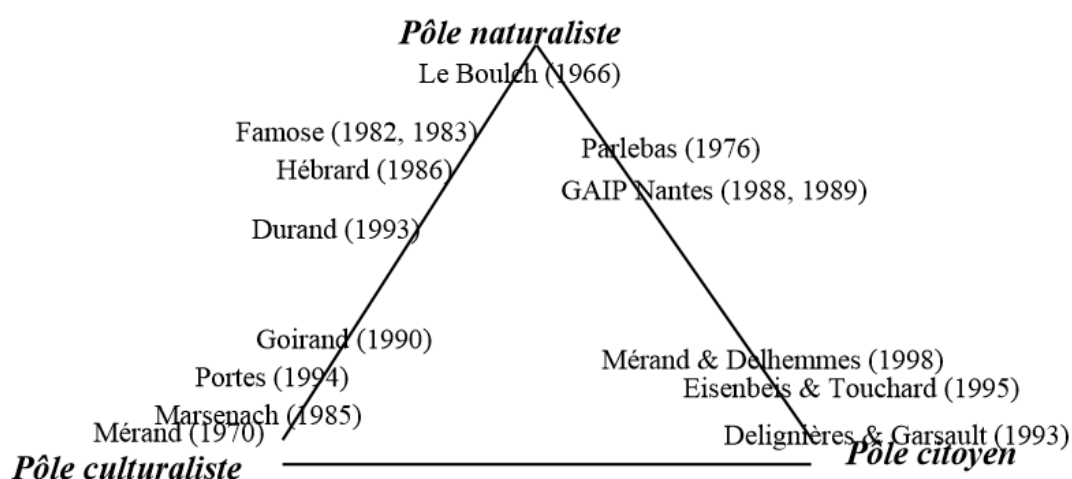 Pôle naturaliste
Le Boulch (1966)
Famose (1982, 1983)
Parlebas (1976)
Hébrard (1986)
GAIP Nantes (1988, 1989)
Durand (1993)
Goirand (1990)
Mérand & Delhemmes (1998)
Portes (1994)
Eisenbeis & Touchard (1995)
Marsenach (1985)
Mérand (1970)
Delignières & Garsault (1993)
Pôle citoyen
Pôle culturaliste